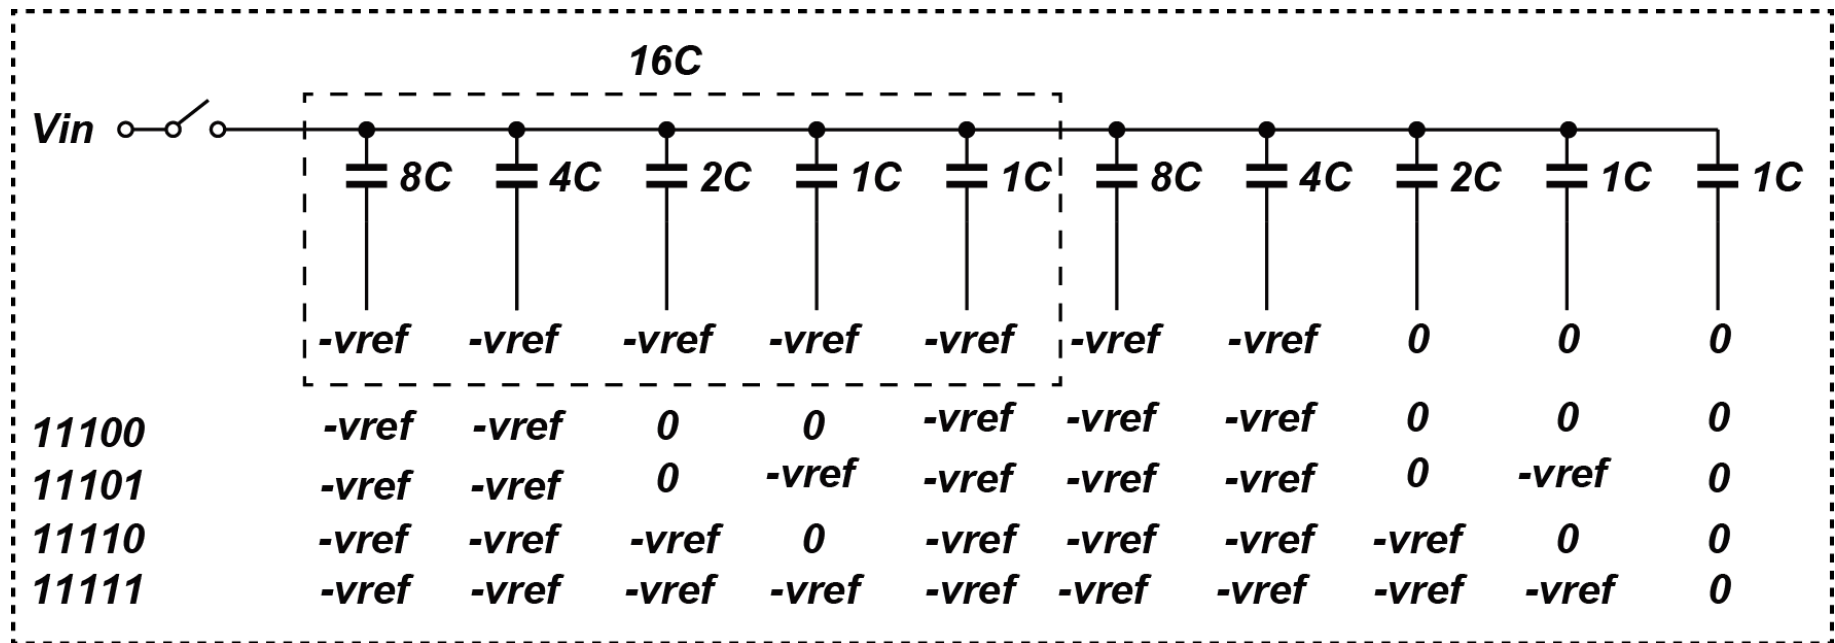 16C
Vin 8C 4C 2C 1C 1C 8C 4C 2C 1C 1C
-vref -vref -vref -vref -vref -vref -vref 0 0 0
11100 -vref -vref 0 0 -vref -vref -vref 0 0 0
11101 -vref -vref 0 -vref -vref -vref -vref 0 -vref 0
11110 -vref -vref -vref 0 -vref -vref -vref -vref 0 0
11111 -vref -vref -vref -vref -vref -vref -vref -vref -vref 0